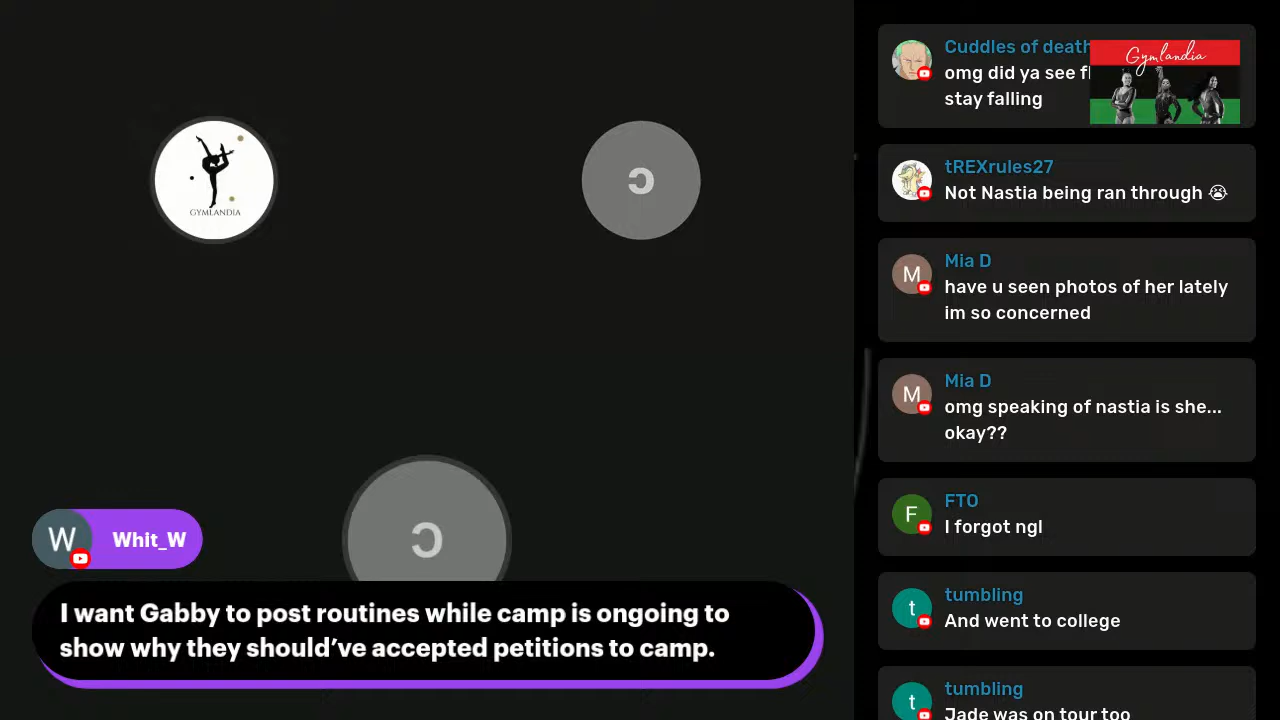 GYMLANDIA
ɔ
ɔ
W
Whit_W
I want Gabby to post routines while camp is ongoing to
show why they should’ve accepted petitions to camp.
Cuddles of death
omg did ya see
stay falling
Gymlandia
tREXrules27
Not Nastia being ran through 😭
M
Mia D
have u seen photos of her lately
im so concerned
M
Mia D
omg speaking of nastia is she...
okay??
F
FTO
I forgot ngl
t
tumbling
And went to college
t
tumbling
Jade was on tour too